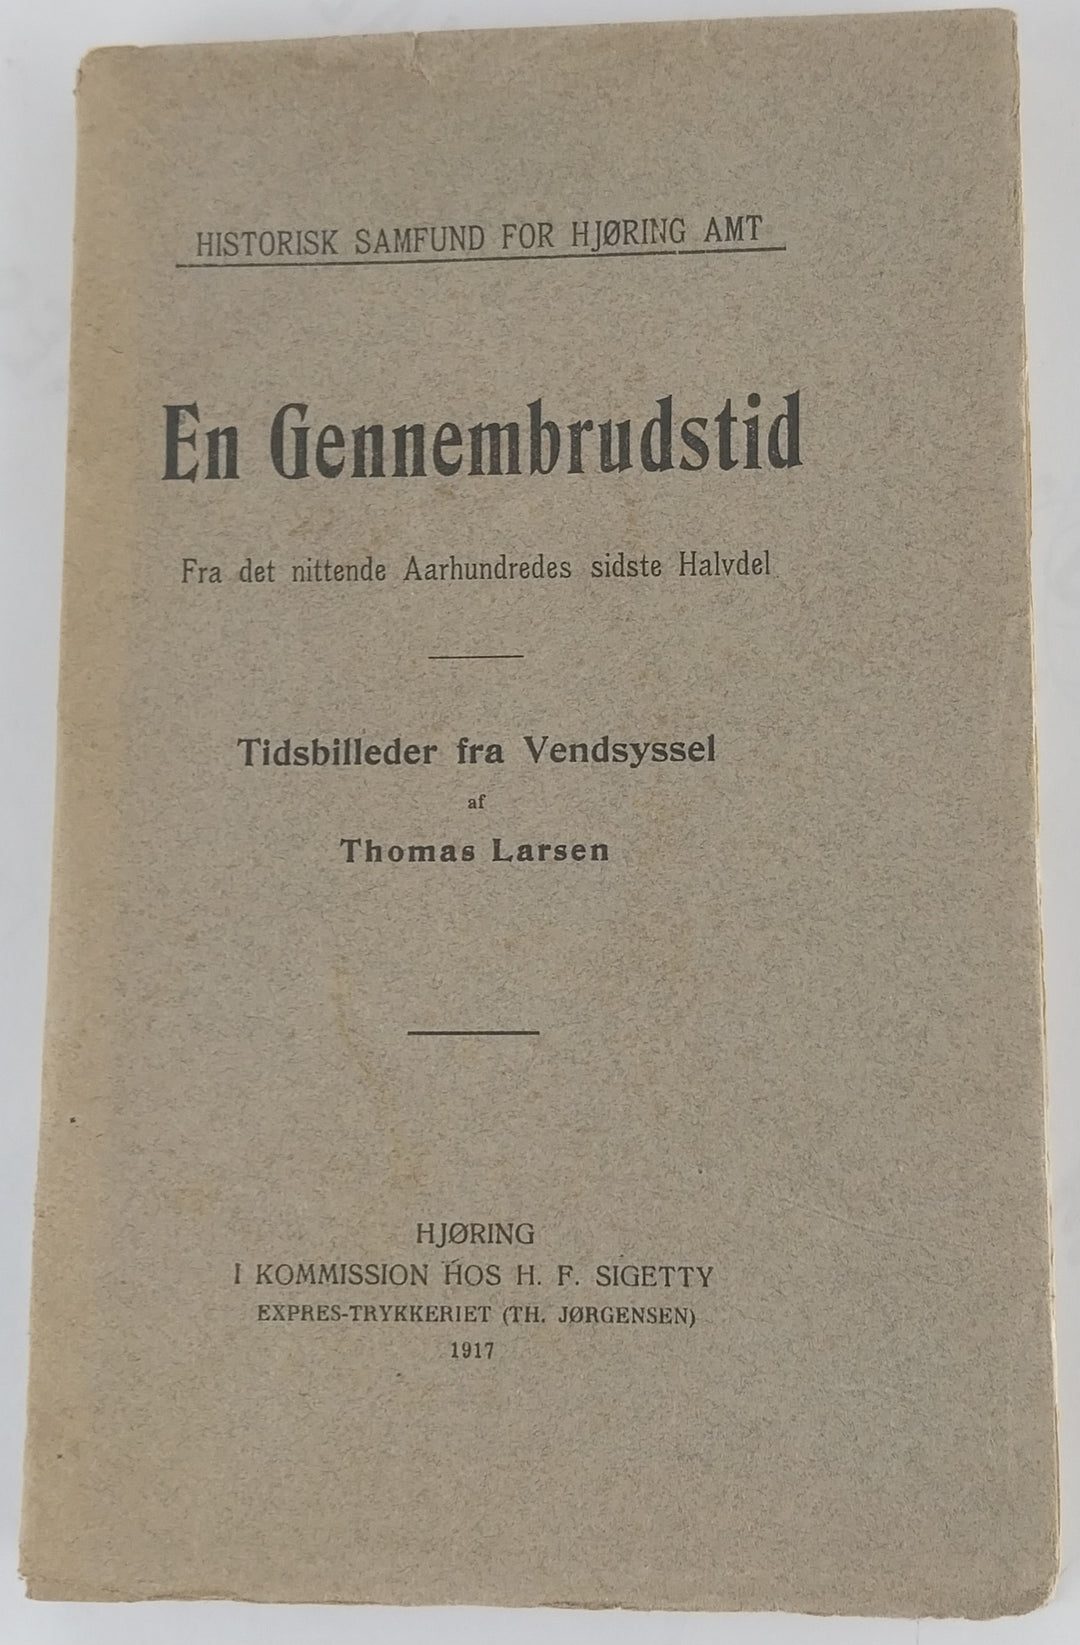 HISTORISK SAMFUND FOR HJØRING AMT
En Gennembrudstid
Fra det nittende Aarhundredes sidste Halvdel
Tidsbilleder fra Vendsyssel
af
Thomas Larsen
HJØRING
I KOMMISSION HOS H. F. SIGETTY
EXPRES-TRYKKERIET (TH. JØRGENSEN)
1917